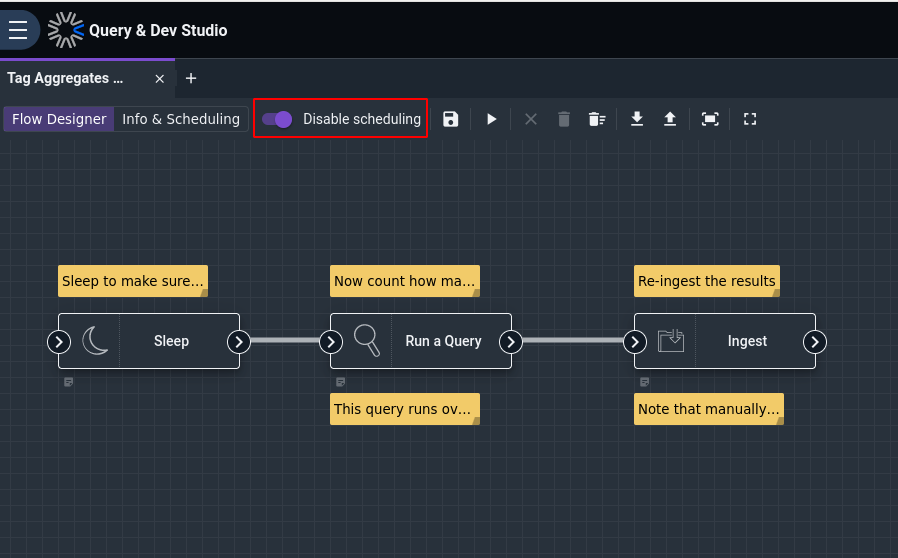 Query & Dev Studio
Tag Aggregates ...
Flow Designer
Info & Scheduling
Disable scheduling
Sleep to make sure...
Now count how ma...
Re-ingest the results
Sleep
Run a Query
Ingest
This query runs ov...
Note that manually...